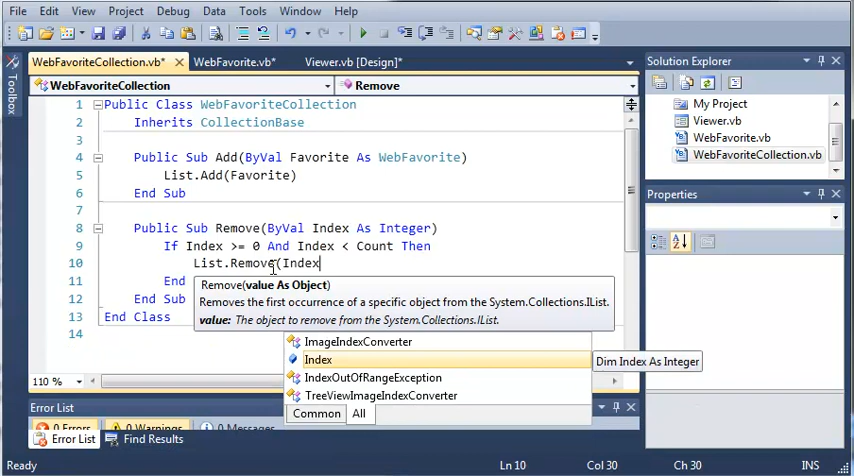 File Edit View Project Debug Data Tools Window Help
WebFavoriteCollection.vb* WebFavorite.vb* Viewer.vb [Design]*
Toolbox
WebFavoriteCollection Remove
1 Public Class WebFavoriteCollection
2 Inherits CollectionBase
3
4 Public Sub Add(ByVal Favorite As WebFavorite)
5 List.Add(Favorite)
6 End Sub
7
8 Public Sub Remove(ByVal Index As Integer)
9 If Index >= 0 And Index < Count Then
10 List.Remove(Index
11 End
12 End Sub
13 End Class
14
Remove(value As Object)
Removes the first occurrence of a specific object from the System.Collections.IList.
value: The object to remove from the System.Collections.IList.
ImageIndexConverter
Index
IndexOutOfRangeException
TreeViewImageIndexConverter
Common All
Dim Index As Integer
110 %
Solution Explorer
My Project
Viewer.vb
WebFavorite.vb
WebFavoriteCollection.vb
Properties
Error List
0 Errors 0 Warnings 0 Messages
Error List Find Results
Ready Ln 10 Col 30 Ch 30 INS